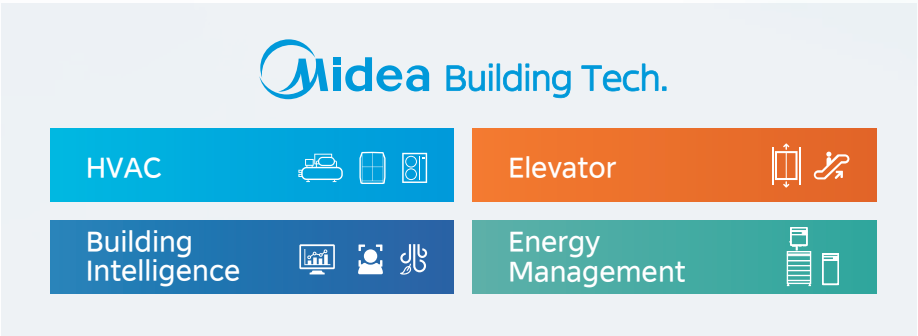 Midea Building Tech.
HVAC
Elevator
Building
Intelligence
Energy
Management